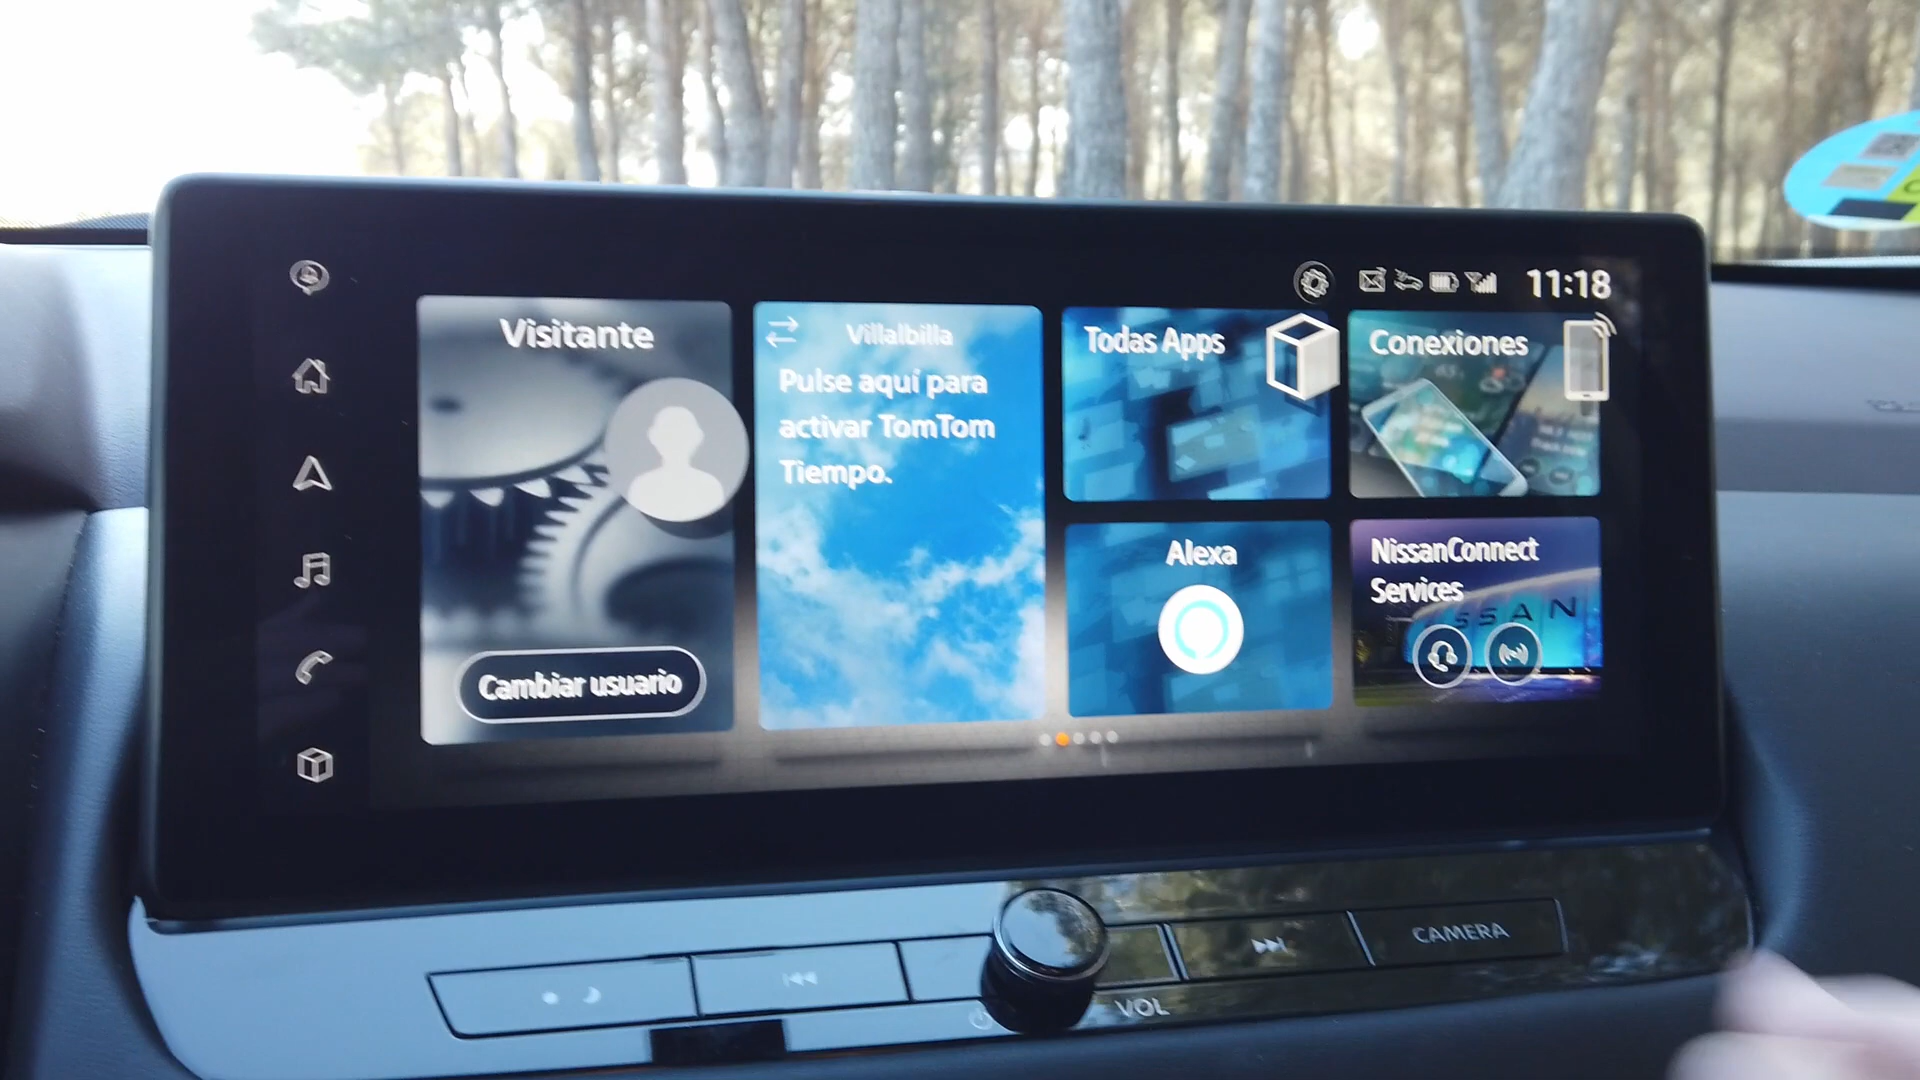 11:18
Visitante
Cambiar usuario
Villalbilla
Pulse aquí para
activar TomTom
Tiempo.
Todas Apps
Conexiones
Alexa
NissanConnect
Services
SSAN
CAMERA
VOL